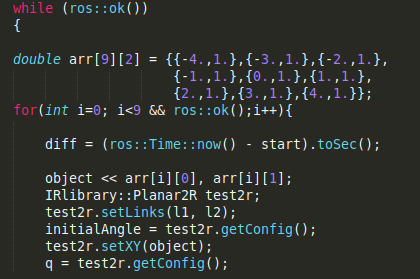 while (ros::ok())
{
double arr[9][2] = {{-4.,1.},{-3.,1.},{-2.,1.},
{-1.,1.},{0.,1.},{1.,1.},
{2.,1.},{3.,1.},{4.,1.}};
for(int i=0; i<9 && ros::ok();i++){
diff = (ros::Time::now() - start).toSec();
object << arr[i][0], arr[i][1];
IRlibrary::Planar2R test2r;
test2r.setLinks(l1, l2);
initialAngle = test2r.getConfig();
test2r.setXY(object);
q = test2r.getConfig();